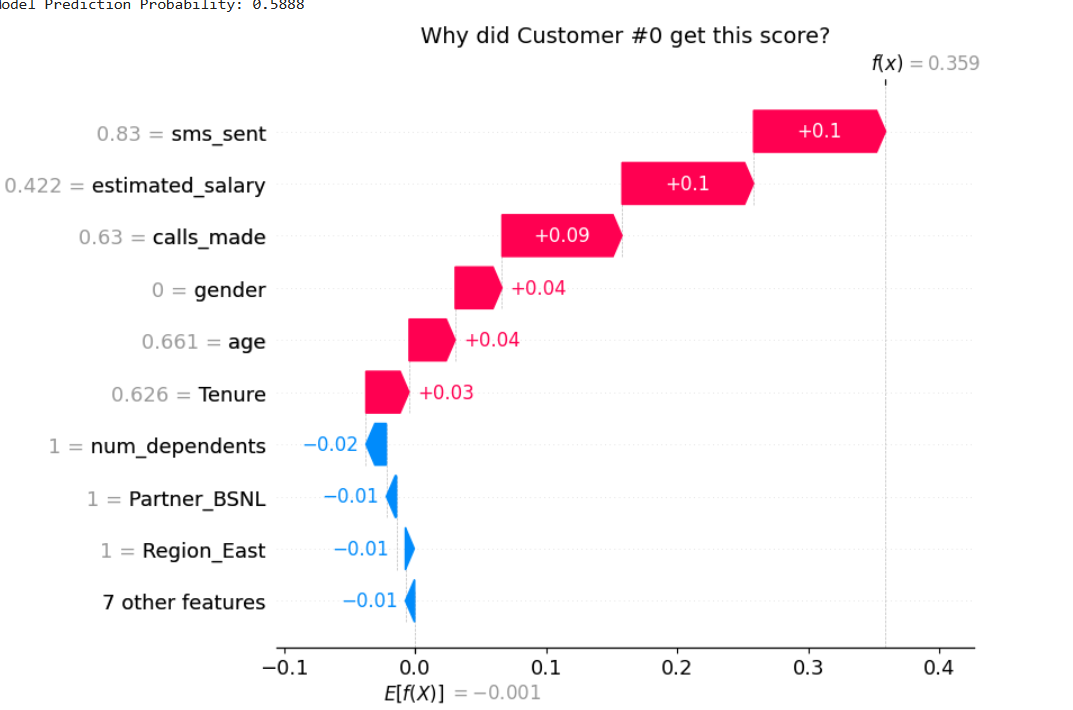 odel Prediction Probability: 0.5888
Why did Customer #0 get this score?
f(x) = 0.359
0.83 = sms_sent +0.1
0.422 = estimated_salary +0.1
0.63 = calls_made +0.09
0 = gender +0.04
0.661 = age +0.04
0.626 = Tenure +0.03
1 = num_dependents −0.02
1 = Partner_BSNL −0.01
1 = Region_East −0.01
7 other features −0.01
−0.1 0.0 0.1 0.2 0.3 0.4
E[f(X)] = −0.001